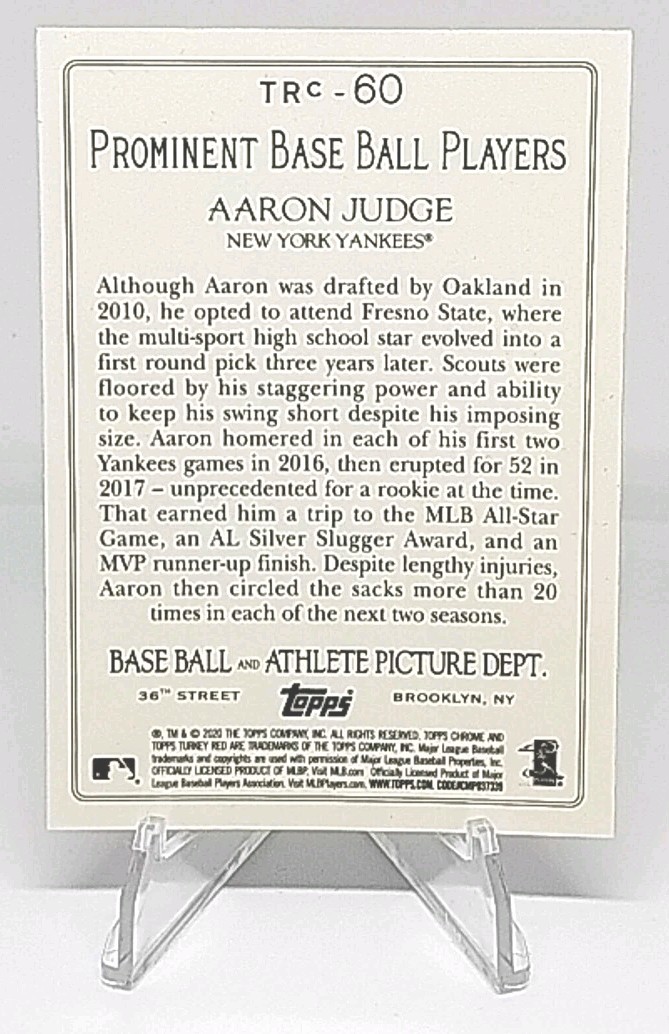 TRC - 60
PROMINENT BASE BALL PLAYERS
AARON JUDGE
NEW YORK YANKEES®
Although Aaron was drafted by Oakland in
2010, he opted to attend Fresno State, where
the multi-sport high school star evolved into a
first round pick three years later. Scouts were
floored by his staggering power and ability
to keep his swing short despite his imposing
size. Aaron homered in each of his first two
Yankees games in 2016, then erupted for 52 in
2017 – unprecedented for a rookie at the time.
That earned him a trip to the MLB All-Star
Game, an AL Silver Slugger Award, and an
MVP runner-up finish. Despite lengthy injuries,
Aaron then circled the sacks more than 20
times in each of the next two seasons.
BASE BALL AND ATHLETE PICTURE DEPT.
36TH STREET topps BROOKLYN, NY
®, TM & © 2020 THE TOPPS COMPANY, INC. ALL RIGHTS RESERVED. TOPPS CHROME AND
TOPPS TURKEY RED ARE TRADEMARKS OF THE TOPPS COMPANY, INC. Major League Baseball
trademarks and copyrights are used with permission of Major League Baseball Properties, Inc.
OFFICIALLY LICENSED PRODUCT OF MLBP. Visit MLB.com Officially Licensed Product of Major
League Baseball Players Association. Visit MLBPlayers.com. WWW.TOPPS.COM.